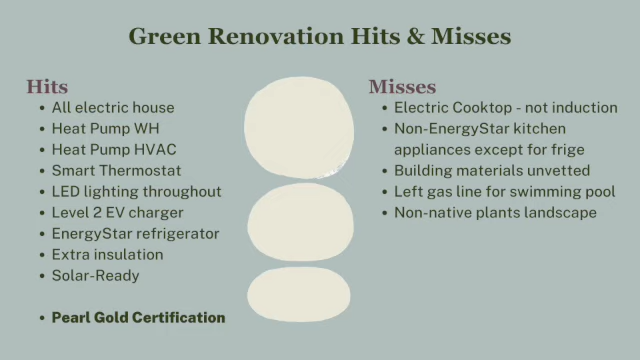 Green Renovation Hits & Misses
Hits
• All electric house
• Heat Pump WH
• Heat Pump HVAC
• Smart Thermostat
• LED lighting throughout
• Level 2 EV charger
• EnergyStar refrigerator
• Extra insulation
• Solar-Ready
• Pearl Gold Certification
Misses
• Electric Cooktop - not induction
• Non-EnergyStar kitchen
appliances except for frige
• Building materials unvetted
• Left gas line for swimming pool
• Non-native plants landscape